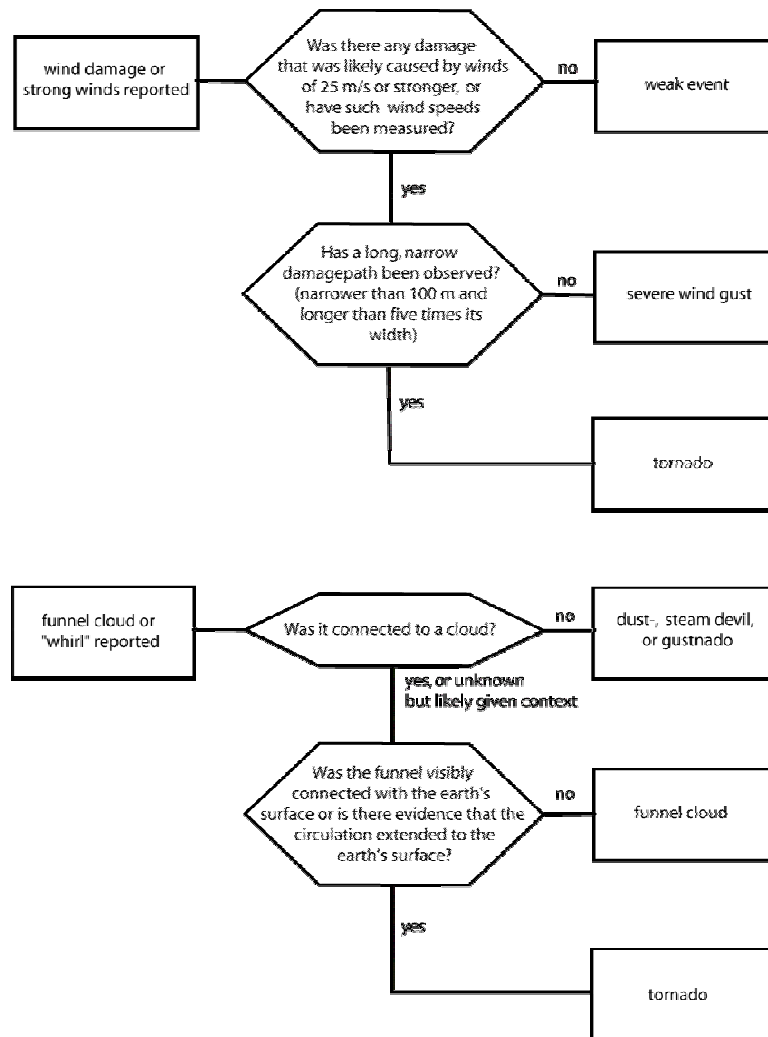 wind damage or
strong winds reported
Was there any damage
that was likely caused by winds
of 25 m/s or stronger, or
have such wind speeds
been measured?
no
weak event
yes
Has a long, narrow
damagepath been observed?
(narrower than 100 m and
longer than five times its
width)
no
severe wind gust
yes
tornado
funnel cloud or
"whirl" reported
Was it connected to a cloud?
no
dust-, steam devil,
or gustnado
yes, or unknown
but likely given context
Was the funnel visibly
connected with the earth's
surface or is there evidence that the
circulation extended to the
earth's surface?
no
funnel cloud
yes
tornado